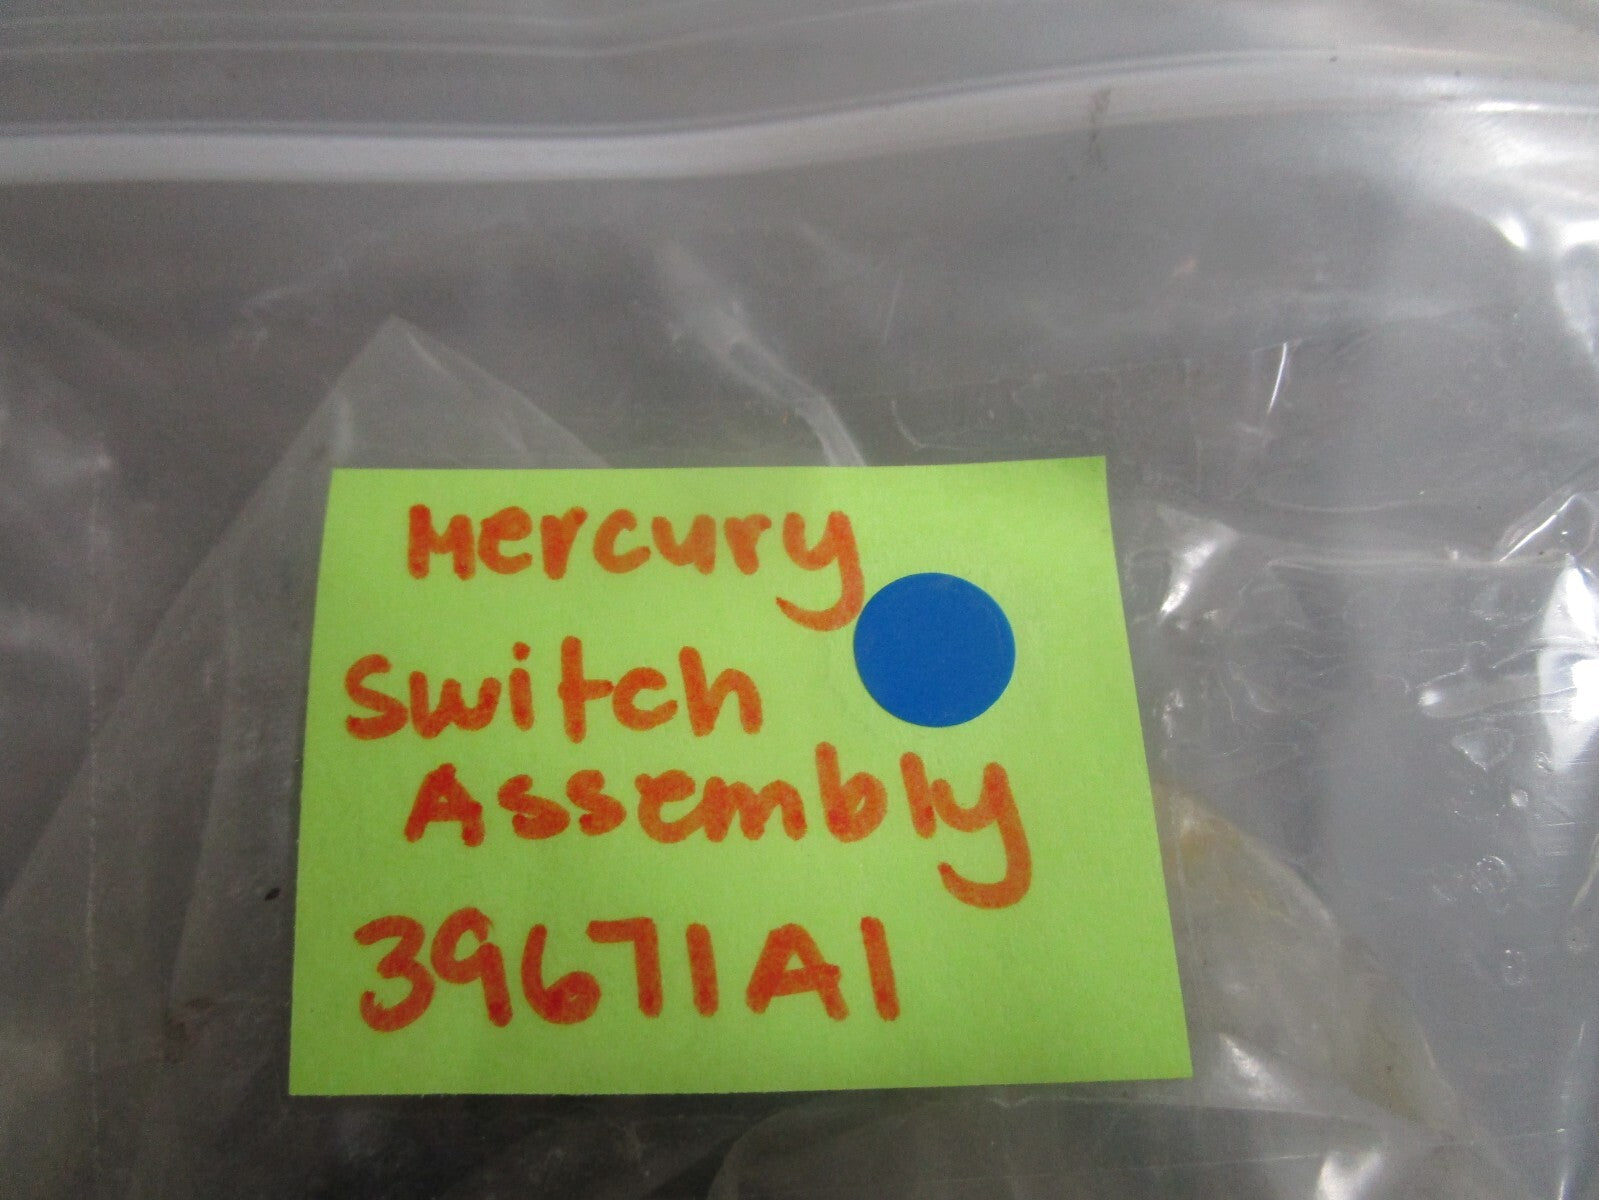 Mercury
Switch
Assembly
39671A1